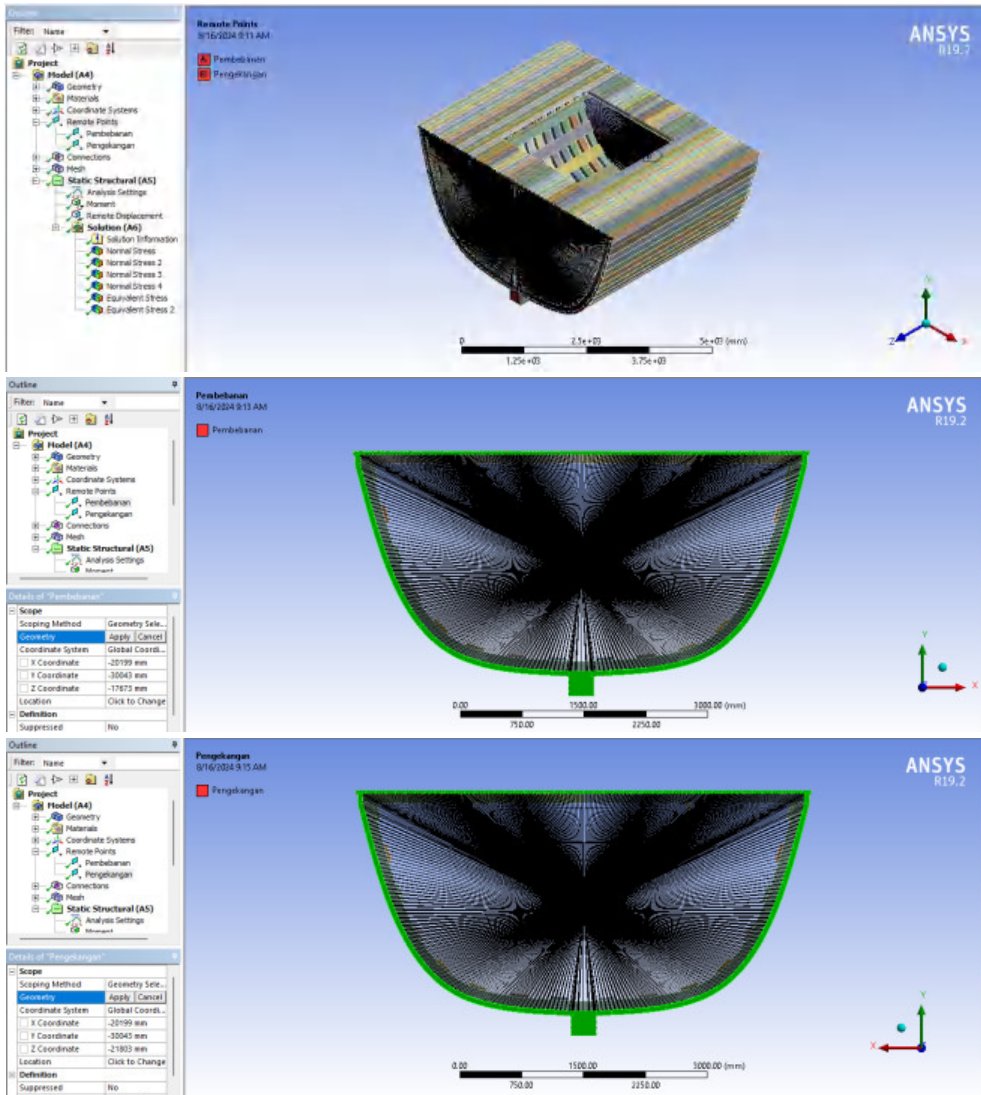 Outline
Filter: Name
Project
Model (A4)
Geometry
Materials
Coordinate Systems
Remote Points
Pembebanan
Pengekangan
Connections
Mesh
Static Structural (A5)
Analysis Settings
Moment
Remote Displacement
Solution (A6)
Solution Information
Normal Stress
Normal Stress 2
Normal Stress 3
Normal Stress 4
Equivalent Stress
Equivalent Stress 2
Remote Points
8/16/2024 9:11 AM
A Pembebanan
B Pengekangan
ANSYS
R19.2
0 2.5e+03 5e+03 (mm)
1.25e+03 3.75e+03
Y
Z X
Outline
Filter: Name
Project
Model (A4)
Geometry
Materials
Coordinate Systems
Remote Points
Pembebanan
Pengekangan
Connections
Mesh
Static Structural (A5)
Analysis Settings
Moment
Details of "Pembebanan"
Scope
Scoping Method Geometry Sele...
Geometry Apply Cancel
Coordinate System Global Coordi...
X Coordinate -20199 mm
Y Coordinate -30043 mm
Z Coordinate -17673 mm
Location Click to Change
Definition
Suppressed No
Pembebanan
8/16/2024 9:13 AM
Pembebanan
ANSYS
R19.2
0.00 1500.00 3000.00 (mm)
750.00 2250.00
Y
X
Outline
Filter: Name
Project
Model (A4)
Geometry
Materials
Coordinate Systems
Remote Points
Pembebanan
Pengekangan
Connections
Mesh
Static Structural (A5)
Analysis Settings
Moment
Details of "Pengekangan"
Scope
Scoping Method Geometry Sele...
Geometry Apply Cancel
Coordinate System Global Coordi...
X Coordinate -20199 mm
Y Coordinate -30043 mm
Z Coordinate -21803 mm
Location Click to Change
Definition
Suppressed No
Pengekangan
8/16/2024 9:15 AM
Pengekangan
ANSYS
R19.2
0.00 1500.00 3000.00 (mm)
750.00 2250.00
Y
X